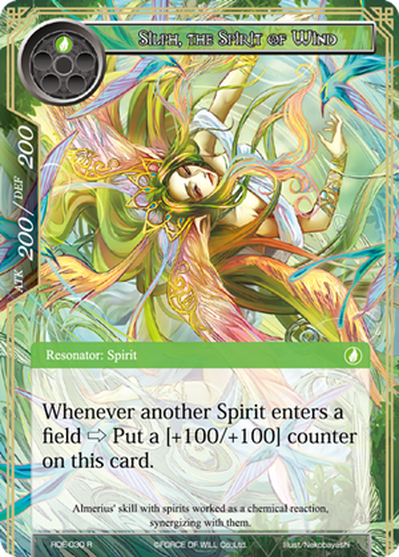 Silph, the Spirit of Wind
ATK 200 / DEF 200
Resonator: Spirit
Whenever another Spirit enters a
field ⇨ Put a [+100/+100] counter
on this card.
Almerius' skill with spirits worked as a chemical reaction,
synergizing with them.
RDE-030 R ©FORCE OF WILL Co.,Ltd. Illust/Nekobayashi